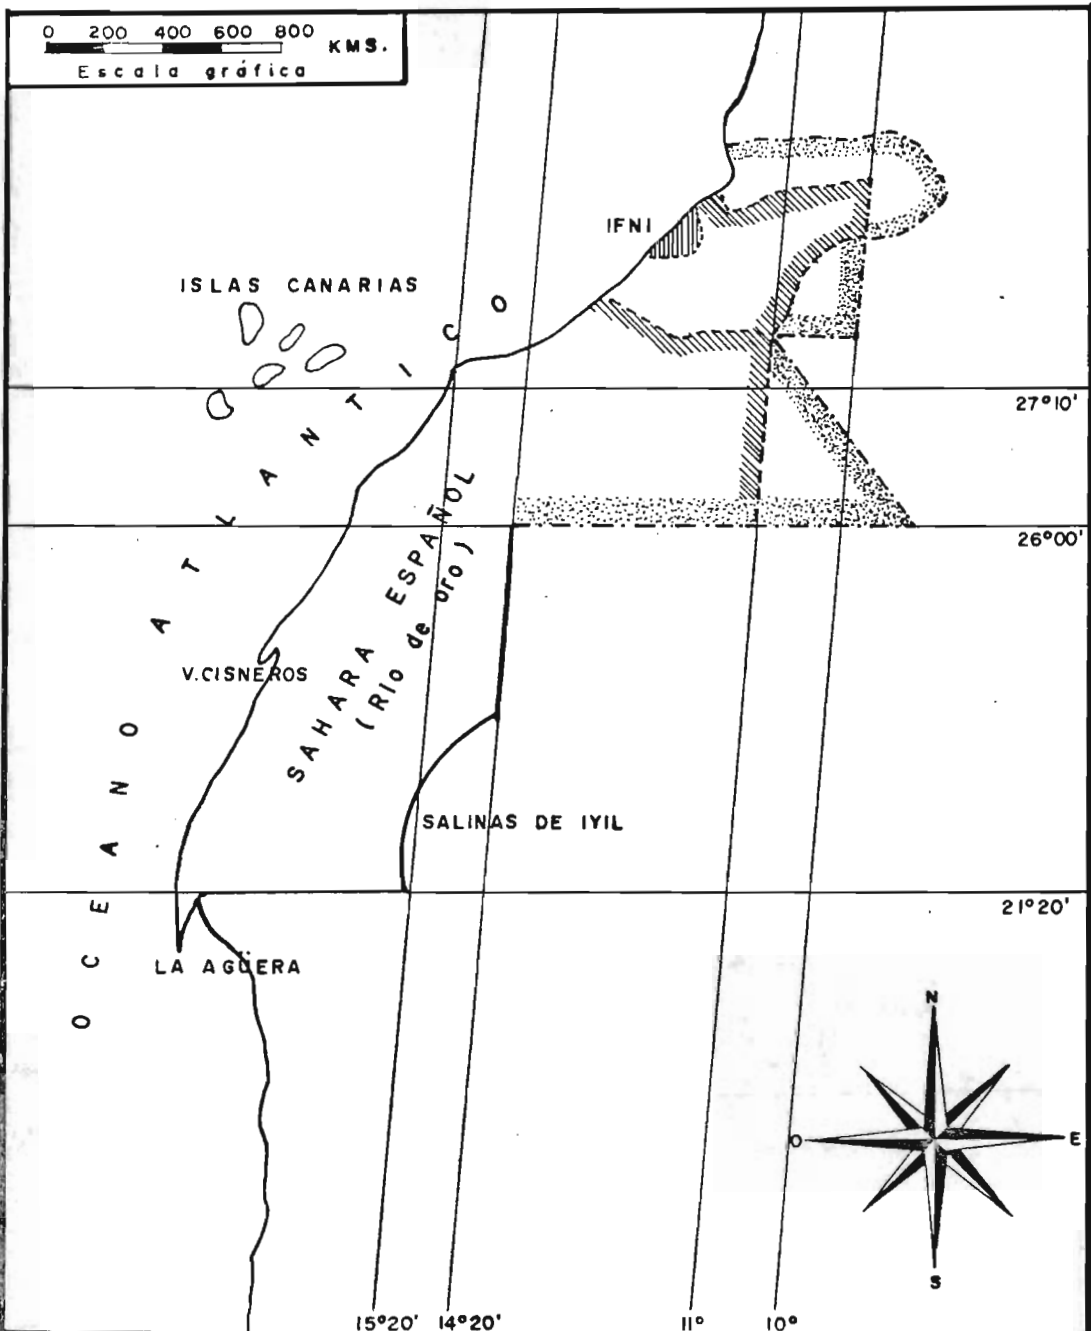 0 200 400 600 800 KMS.
Escala gráfica
IFNI
ISLAS CANARIAS
OCEANO ATLANTICO
27°10'
26°00'
SAHARA ESPAÑOL
(Río de oro)
V.CISNEROS
SALINAS DE IYIL
21°20'
LA AGÜERA
N
O
E
S
15°20' 14°20' 11° 10°